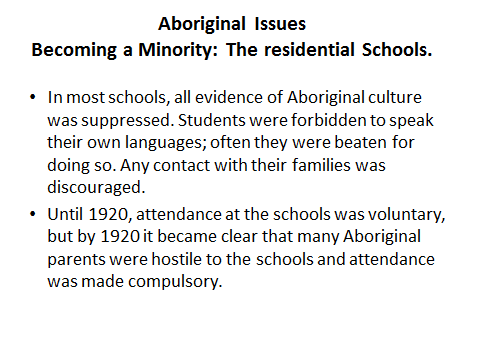 Aboriginal Issues
Becoming a Minority: The residential Schools.
• In most schools, all evidence of Aboriginal culture
was suppressed. Students were forbidden to speak
their own languages; often they were beaten for
doing so. Any contact with their families was
discouraged.
• Until 1920, attendance at the schools was voluntary,
but by 1920 it became clear that many Aboriginal
parents were hostile to the schools and attendance
was made compulsory.